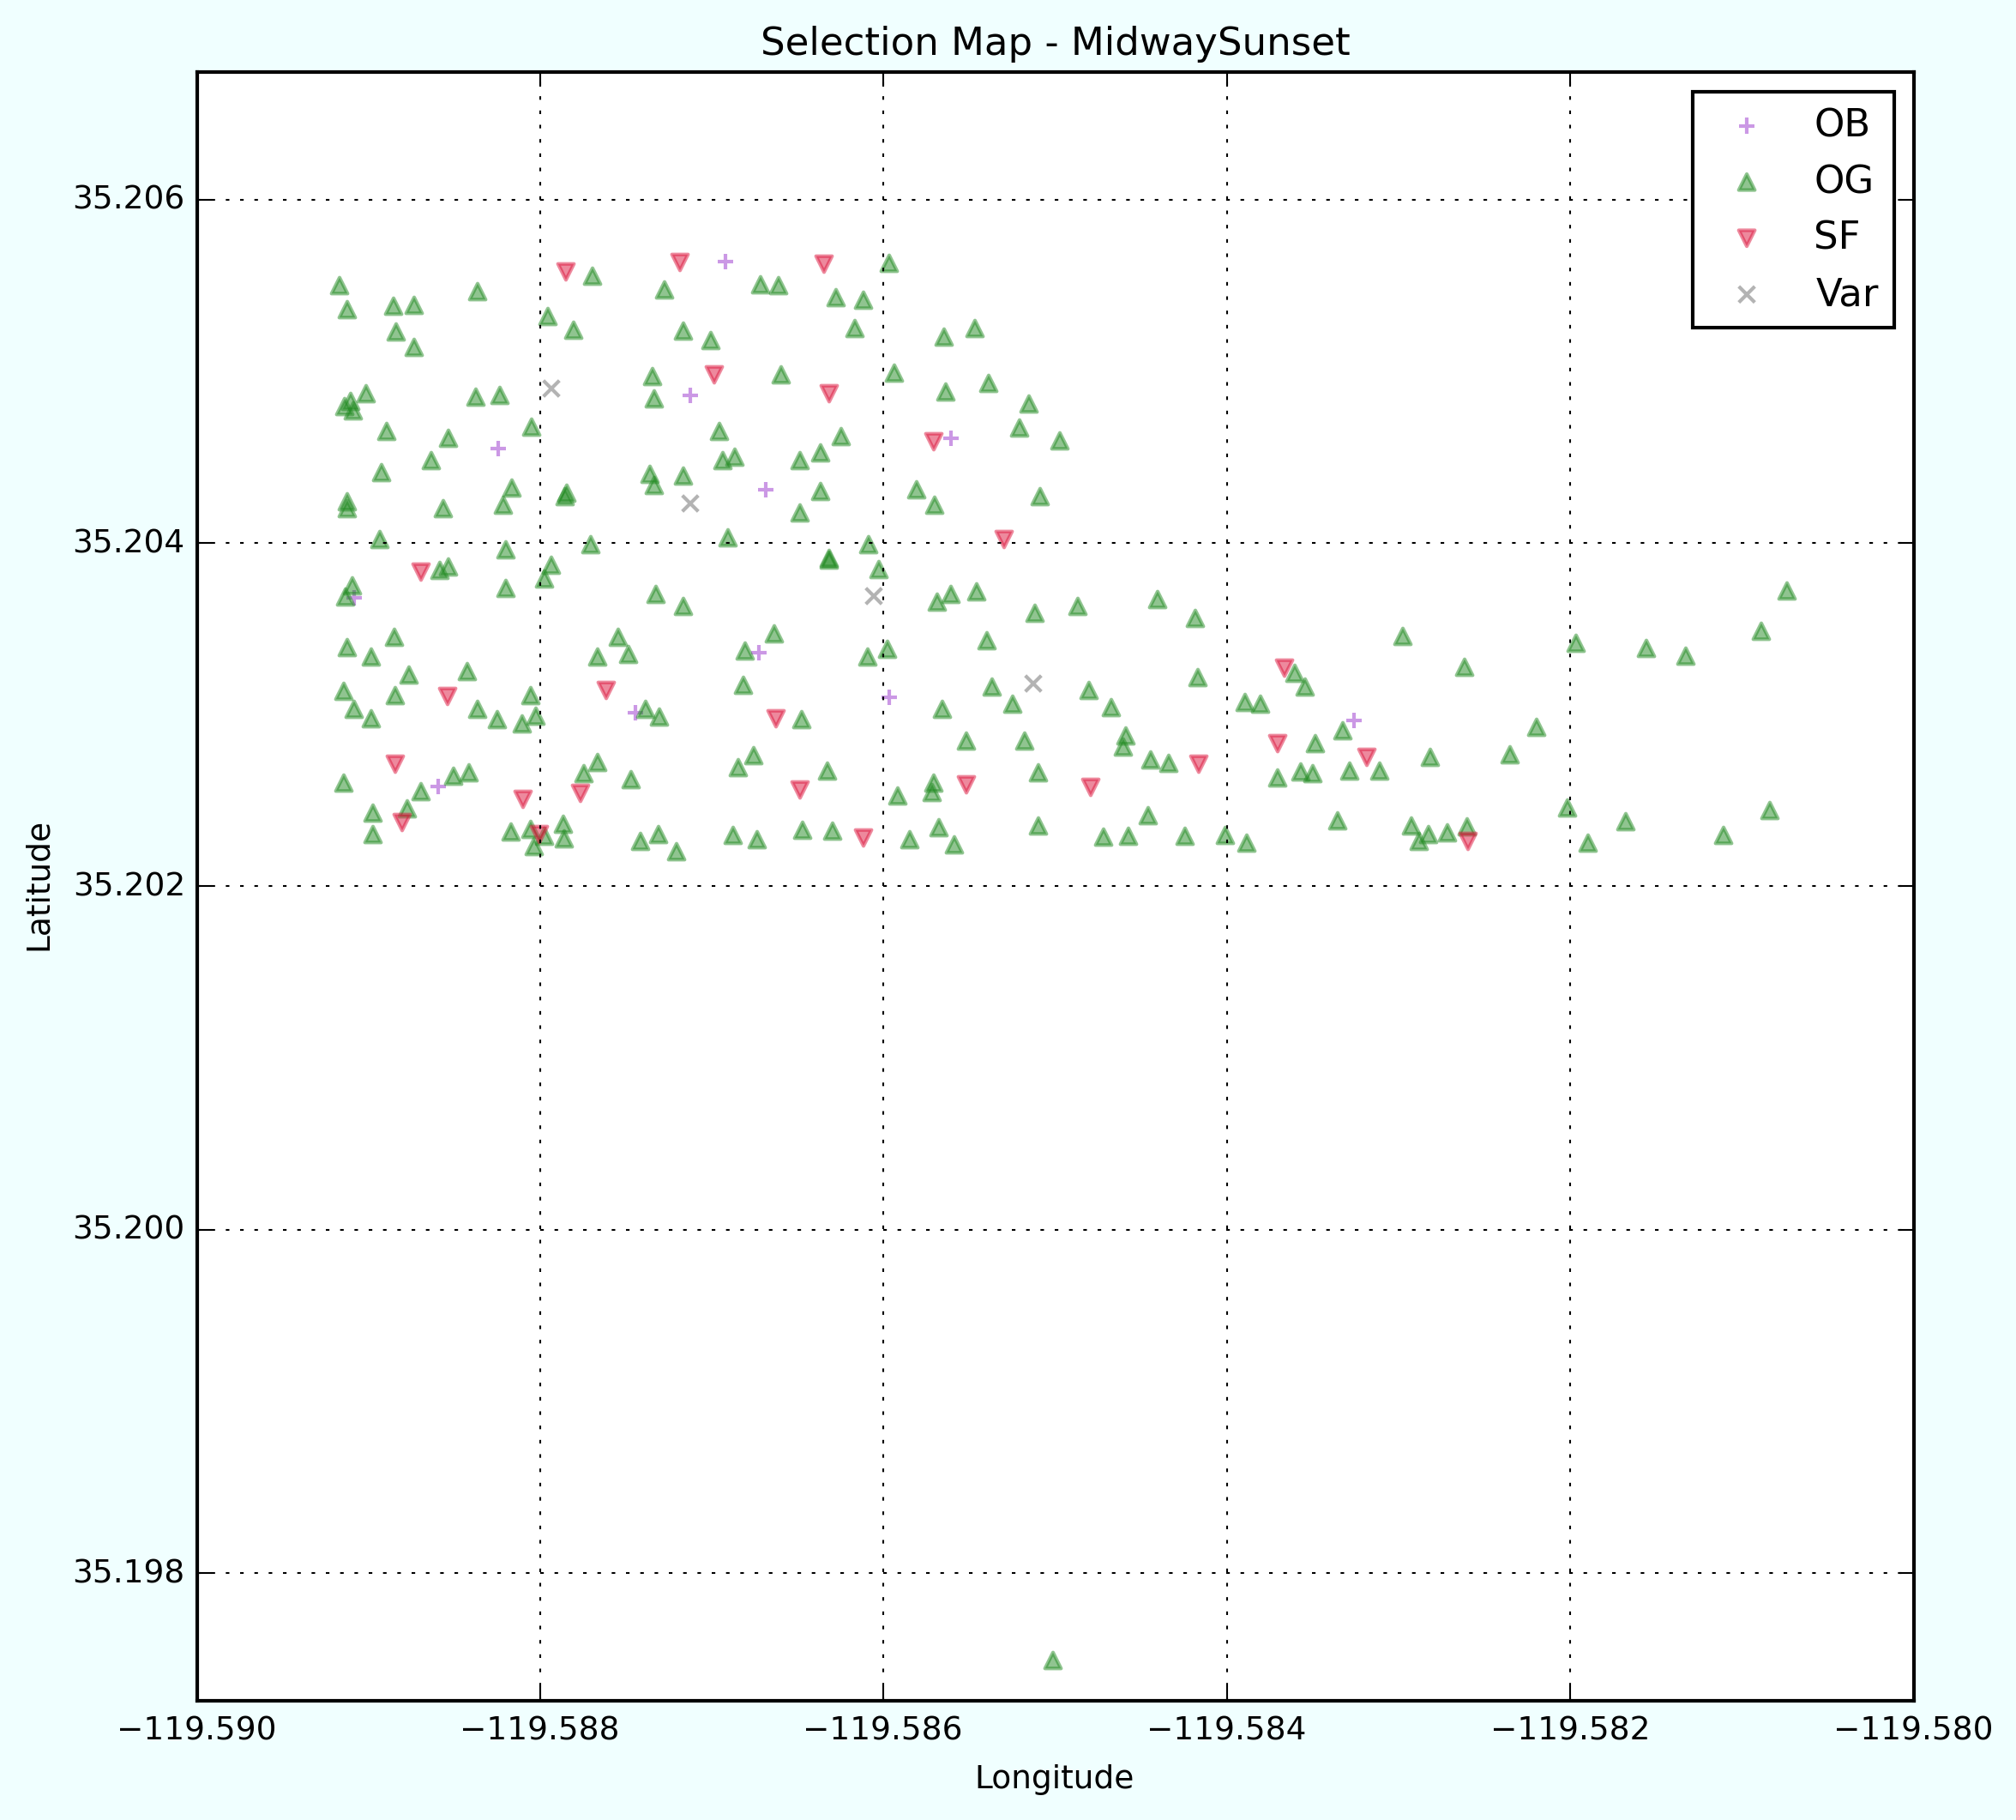 Selection Map - MidwaySunset
OB
OG
SF
Var
35.206
35.204
35.202
35.200
35.198
Latitude
−119.590
−119.588
−119.586
−119.584
−119.582
−119.580
Longitude